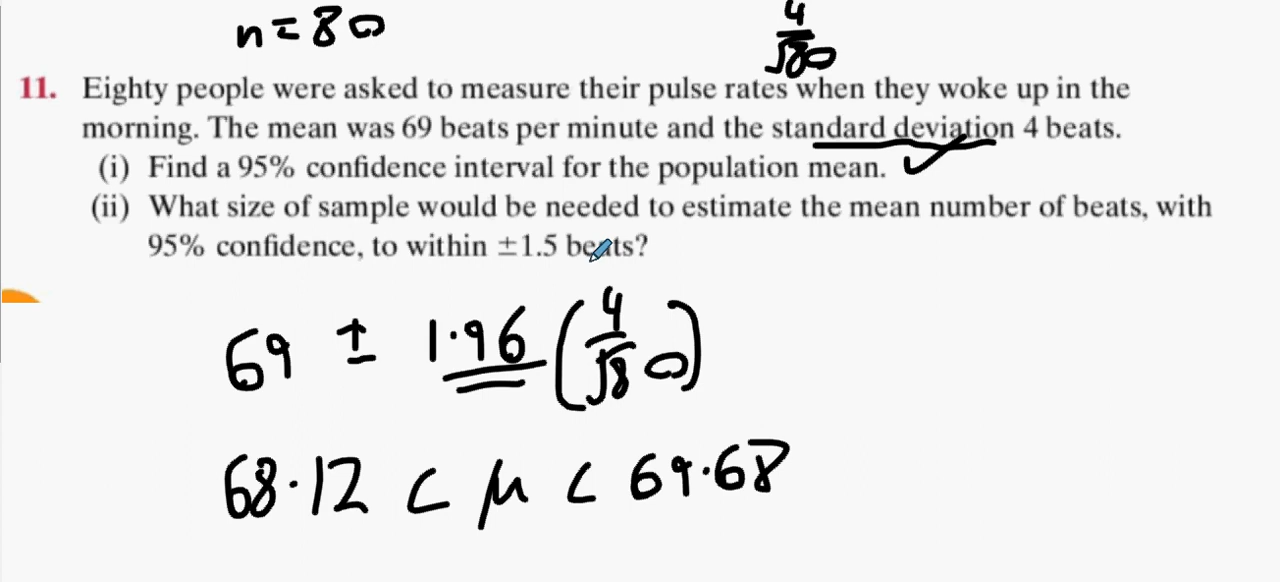 n = 80
4/√80
11. Eighty people were asked to measure their pulse rates when they woke up in the
morning. The mean was 69 beats per minute and the standard deviation 4 beats.
(i) Find a 95% confidence interval for the population mean. ✓
(ii) What size of sample would be needed to estimate the mean number of beats, with
95% confidence, to within ±1.5 beats?
69 ± 1.96 (4/√80)
68.12 < μ < 69.68